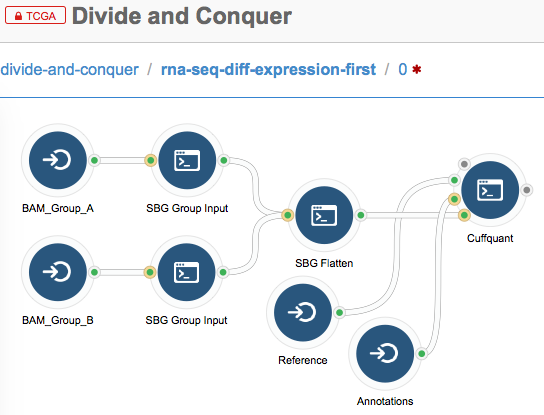 TCGA Divide and Conquer
divide-and-conquer / rna-seq-diff-expression-first / 0 *
BAM_Group_A
SBG Group Input
SBG Flatten
Cuffquant
BAM_Group_B
SBG Group Input
Reference
Annotations